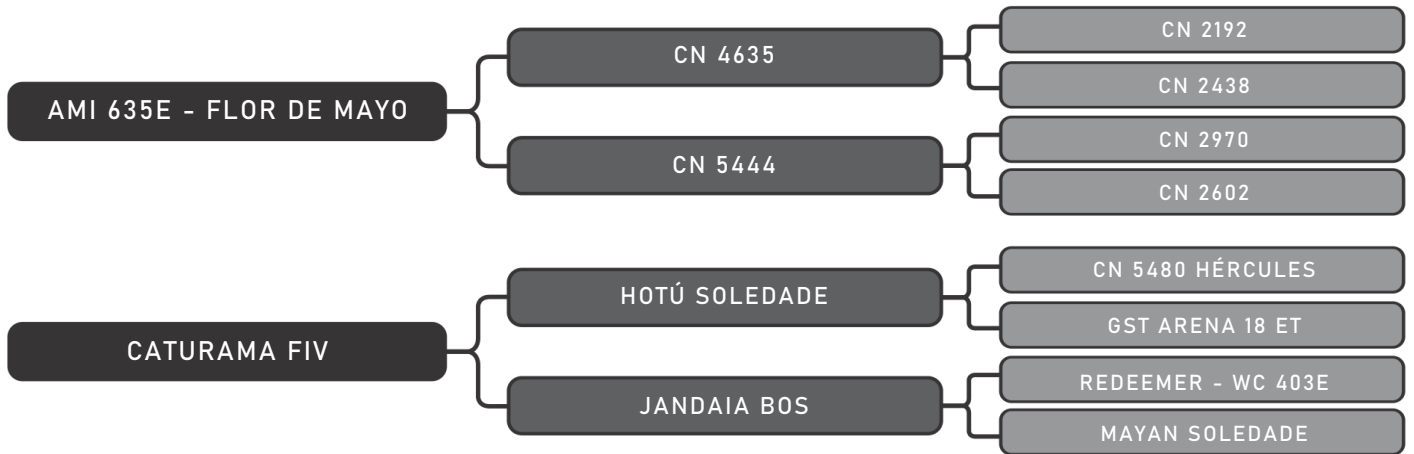 AMI 635E - FLOR DE MAYO
CN 4635
CN 2192
CN 2438
CN 5444
CN 2970
CN 2602
CATURAMA FIV
HOTÚ SOLEDADE
CN 5480 HÉRCULES
GST ARENA 18 ET
JANDAIA BOS
REDEEMER - WC 403E
MAYAN SOLEDADE